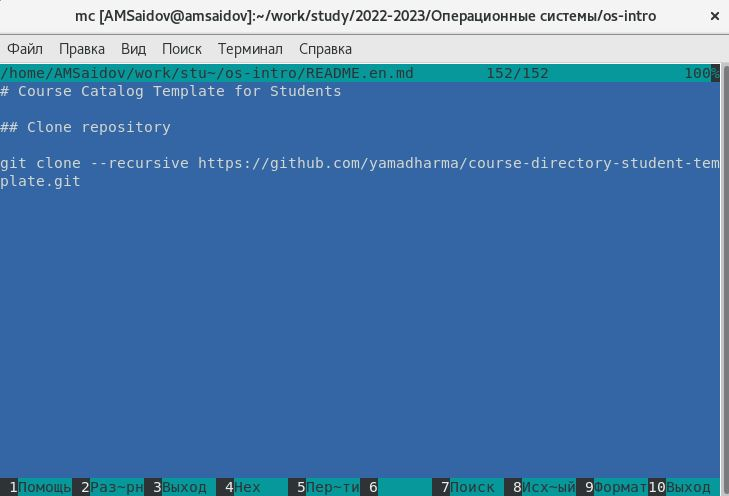 mc [AMSaidov@amsaidov]:~/work/study/2022-2023/Операционные системы/os-intro ×
Файл Правка Вид Поиск Терминал Справка
/home/AMSaidov/work/stu~/os-intro/README.en.md 152/152 100%
# Course Catalog Template for Students
## Clone repository
git clone --recursive https://github.com/yamadharma/course-directory-student-tem
plate.git
1Помощь 2Раз~рн 3Выход 4Hex 5Пер~ти 6 7Поиск 8Исх~ый 9Формат 10Выход